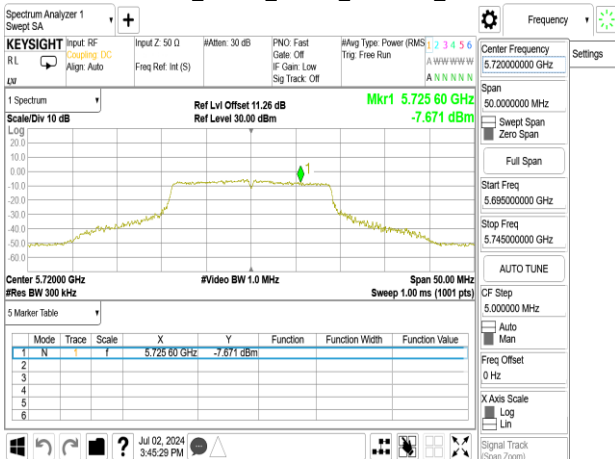 Spectrum Analyzer 1
Swept SA
Frequency
KEYSIGHT
RL
Input: RF
Coupling: DC
Align: Auto
Input Z: 50 Ω
Freq Ref: Int (S)
#Atten: 30 dB
PNO: Fast
Gate: Off
IF Gain: Low
Sig Track: Off
#Avg Type: Power (RMS
Trig: Free Run
1 2 3 4 5 6
A W W W W W
A N N N N N
1 Spectrum
Scale/Div 10 dB
Ref Lvl Offset 11.26 dB
Ref Level 30.00 dBm
Mkr1 5.725 60 GHz
-7.671 dBm
Log
20.0
10.0
0.00
-10.0
-20.0
-30.0
-40.0
-50.0
-60.0
1
Center 5.72000 GHz
#Res BW 300 kHz
#Video BW 1.0 MHz
Span 50.00 MHz
Sweep 1.00 ms (1001 pts)
5 Marker Table
Mode Trace Scale X Y Function Function Width Function Value
1 N 1 f 5.725 60 GHz -7.671 dBm
2
3
4
5
6
Jul 02, 2024
3:45:29 PM
Settings
Center Frequency
5.720000000 GHz
Span
50.0000000 MHz
Swept Span
Zero Span
Full Span
Start Freq
5.695000000 GHz
Stop Freq
5.745000000 GHz
AUTO TUNE
CF Step
5.000000 MHz
Auto
Man
Freq Offset
0 Hz
X Axis Scale
Log
Lin
Signal Track
(Span Zoom)